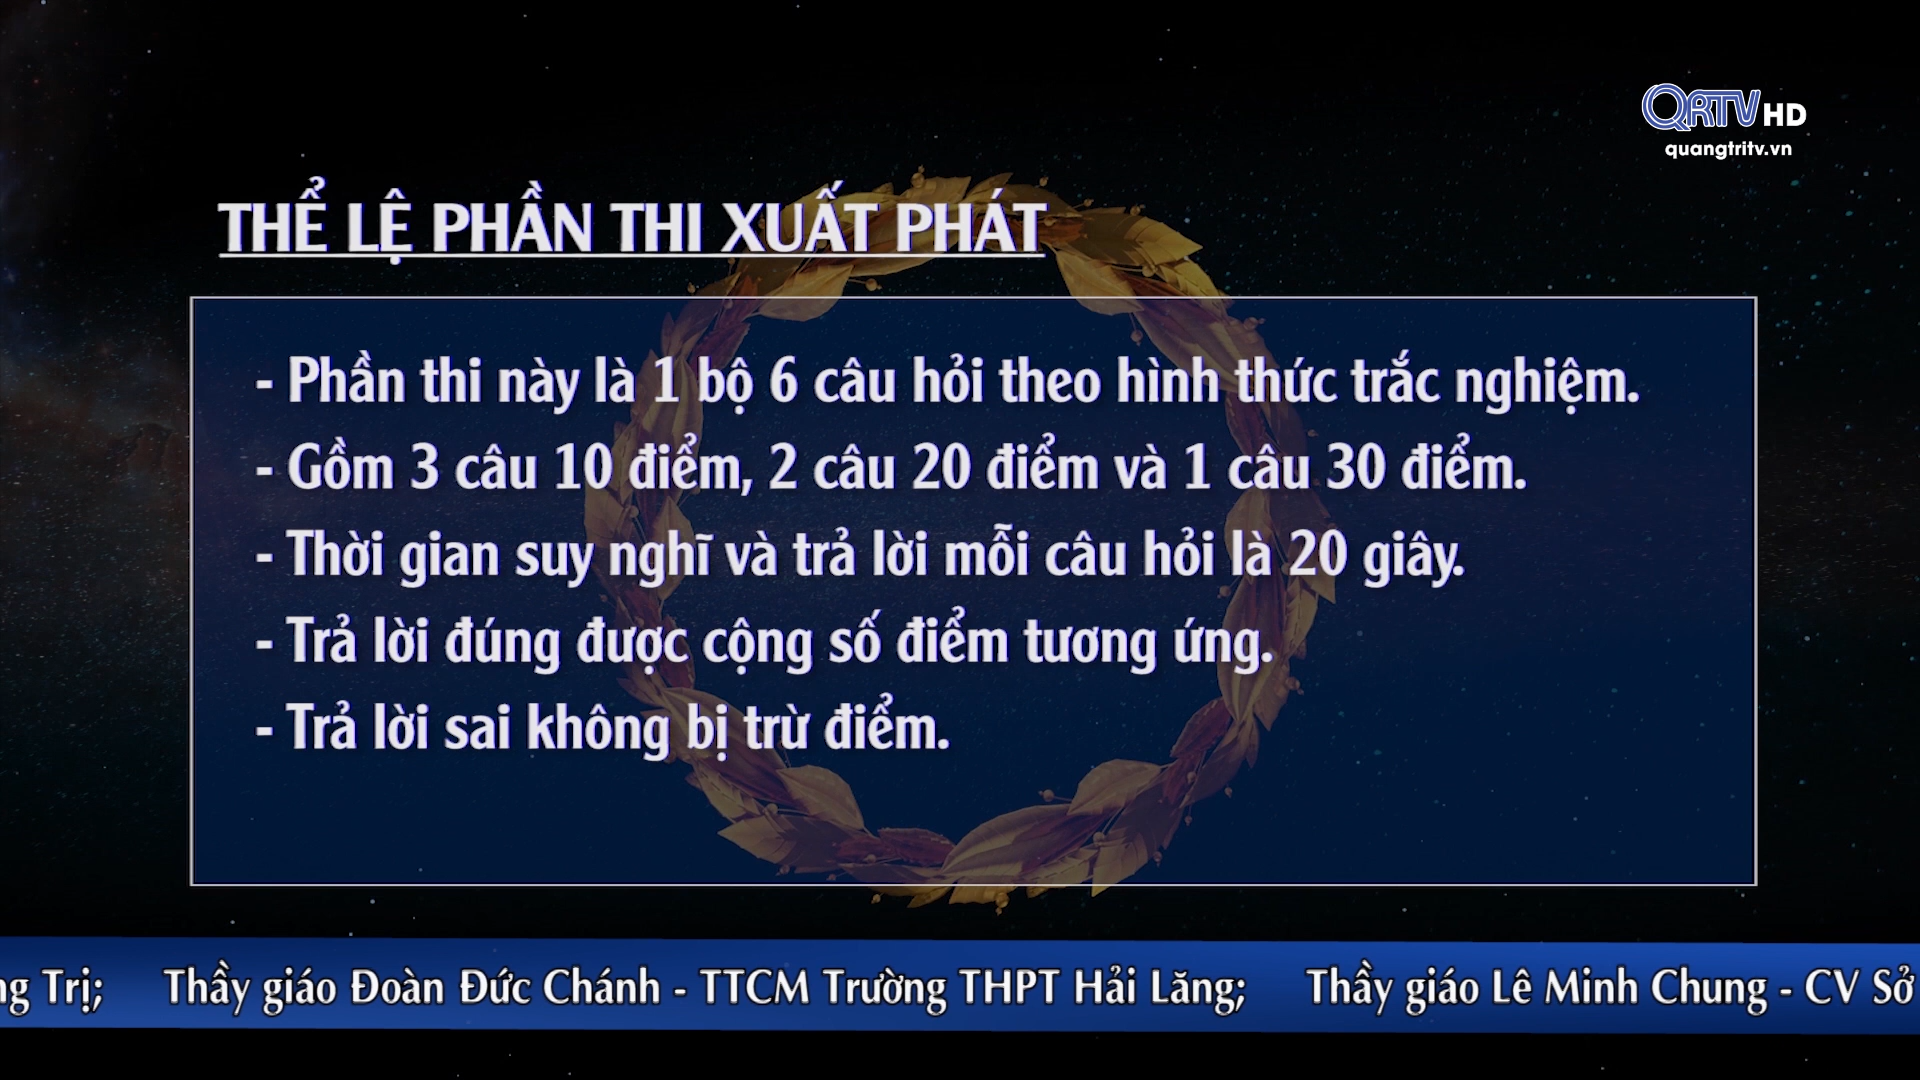 QRTV HD
quangtritv.vn
THỂ LỆ PHẦN THI XUẤT PHÁT
- Phần thi này là 1 bộ 6 câu hỏi theo hình thức trắc nghiệm.
- Gồm 3 câu 10 điểm, 2 câu 20 điểm và 1 câu 30 điểm.
- Thời gian suy nghĩ và trả lời mỗi câu hỏi là 20 giây.
- Trả lời đúng được cộng số điểm tương ứng.
- Trả lời sai không bị trừ điểm.
ng Trị; Thầy giáo Đoàn Đức Chánh - TTCM Trường THPT Hải Lăng; Thầy giáo Lê Minh Chung - CV Sở